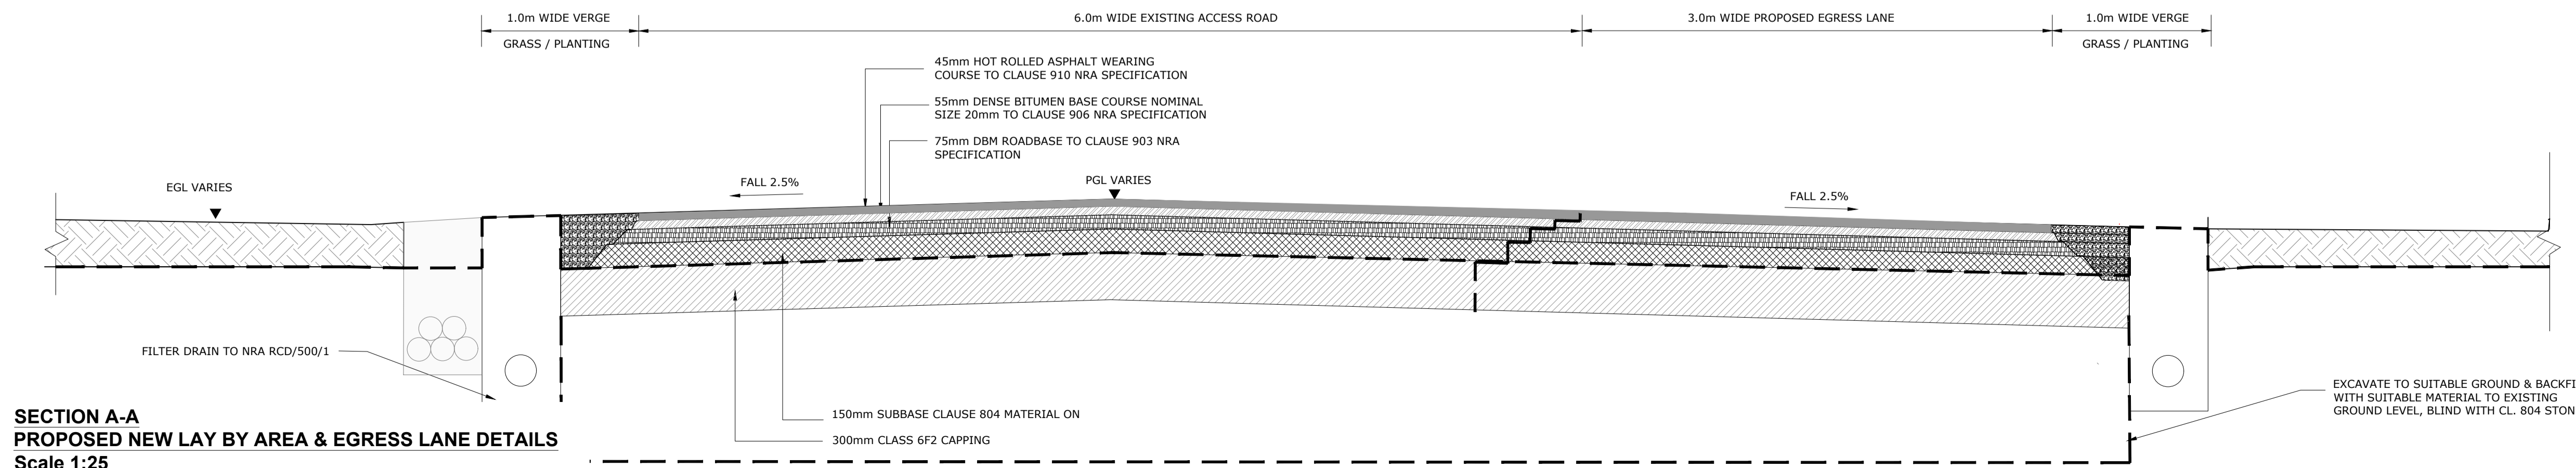 1.0m WIDE VERGE
GRASS / PLANTING
6.0m WIDE EXISTING ACCESS ROAD
3.0m WIDE PROPOSED EGRESS LANE
1.0m WIDE VERGE
GRASS / PLANTING
45mm HOT ROLLED ASPHALT WEARING
COURSE TO CLAUSE 910 NRA SPECIFICATION
55mm DENSE BITUMEN BASE COURSE NOMINAL
SIZE 20mm TO CLAUSE 906 NRA SPECIFICATION
75mm DBM ROADBASE TO CLAUSE 903 NRA
SPECIFICATION
EGL VARIES
FALL 2.5%
PGL VARIES
FALL 2.5%
FILTER DRAIN TO NRA RCD/500/1
150mm SUBBASE CLAUSE 804 MATERIAL ON
300mm CLASS 6F2 CAPPING
EXCAVATE TO SUITABLE GROUND & BACKFI
WITH SUITABLE MATERIAL TO EXISTING
GROUND LEVEL, BLIND WITH CL. 804 STON
SECTION A-A
PROPOSED NEW LAY BY AREA & EGRESS LANE DETAILS
Scale 1:25